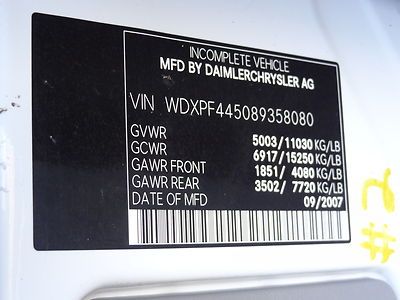 INCOMPLETE VEHICLE
MFD BY DAIMLERCHRYSLER AG
VIN WDXPF445089358080
GVWR 5003/11030 KG/LB
GCWR 6917/15250 KG/LB
GAWR FRONT 1851/ 4080 KG/LB
GAWR REAR 3502/ 7720 KG/LB
DATE OF MFD 09/2007
#2